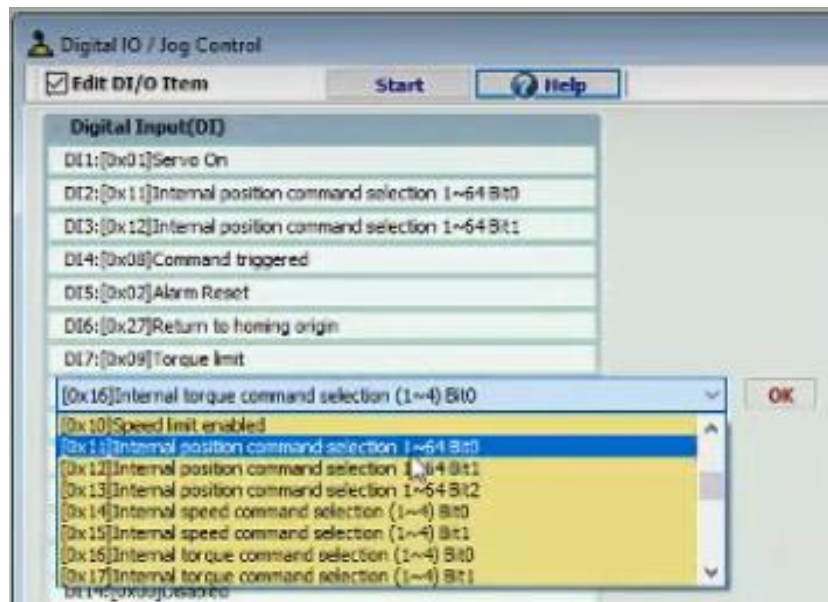 Digital IO / Jog Control
Edit DI/O Item Start Help
Digital Input(DI)
DI1:[0x01]Servo On
DI2:[0x11]Internal position command selection 1~64 Bit0
DI3:[0x12]Internal position command selection 1~64 Bit1
DI4:[0x08]Command triggered
DI5:[0x02]Alarm Reset
DI6:[0x27]Return to homing origin
DI7:[0x09]Torque limit
[0x16]Internal torque command selection (1~4) Bit0 OK
[0x10]Speed limit enabled
[0x11]Internal position command selection 1~64 Bit0
[0x12]Internal position command selection 1~64 Bit1
[0x13]Internal position command selection 1~64 Bit2
[0x14]Internal speed command selection (1~4) Bit0
[0x15]Internal speed command selection (1~4) Bit1
[0x16]Internal torque command selection (1~4) Bit0
[0x17]Internal torque command selection (1~4) Bit1
DI14:[0x00]Disabled